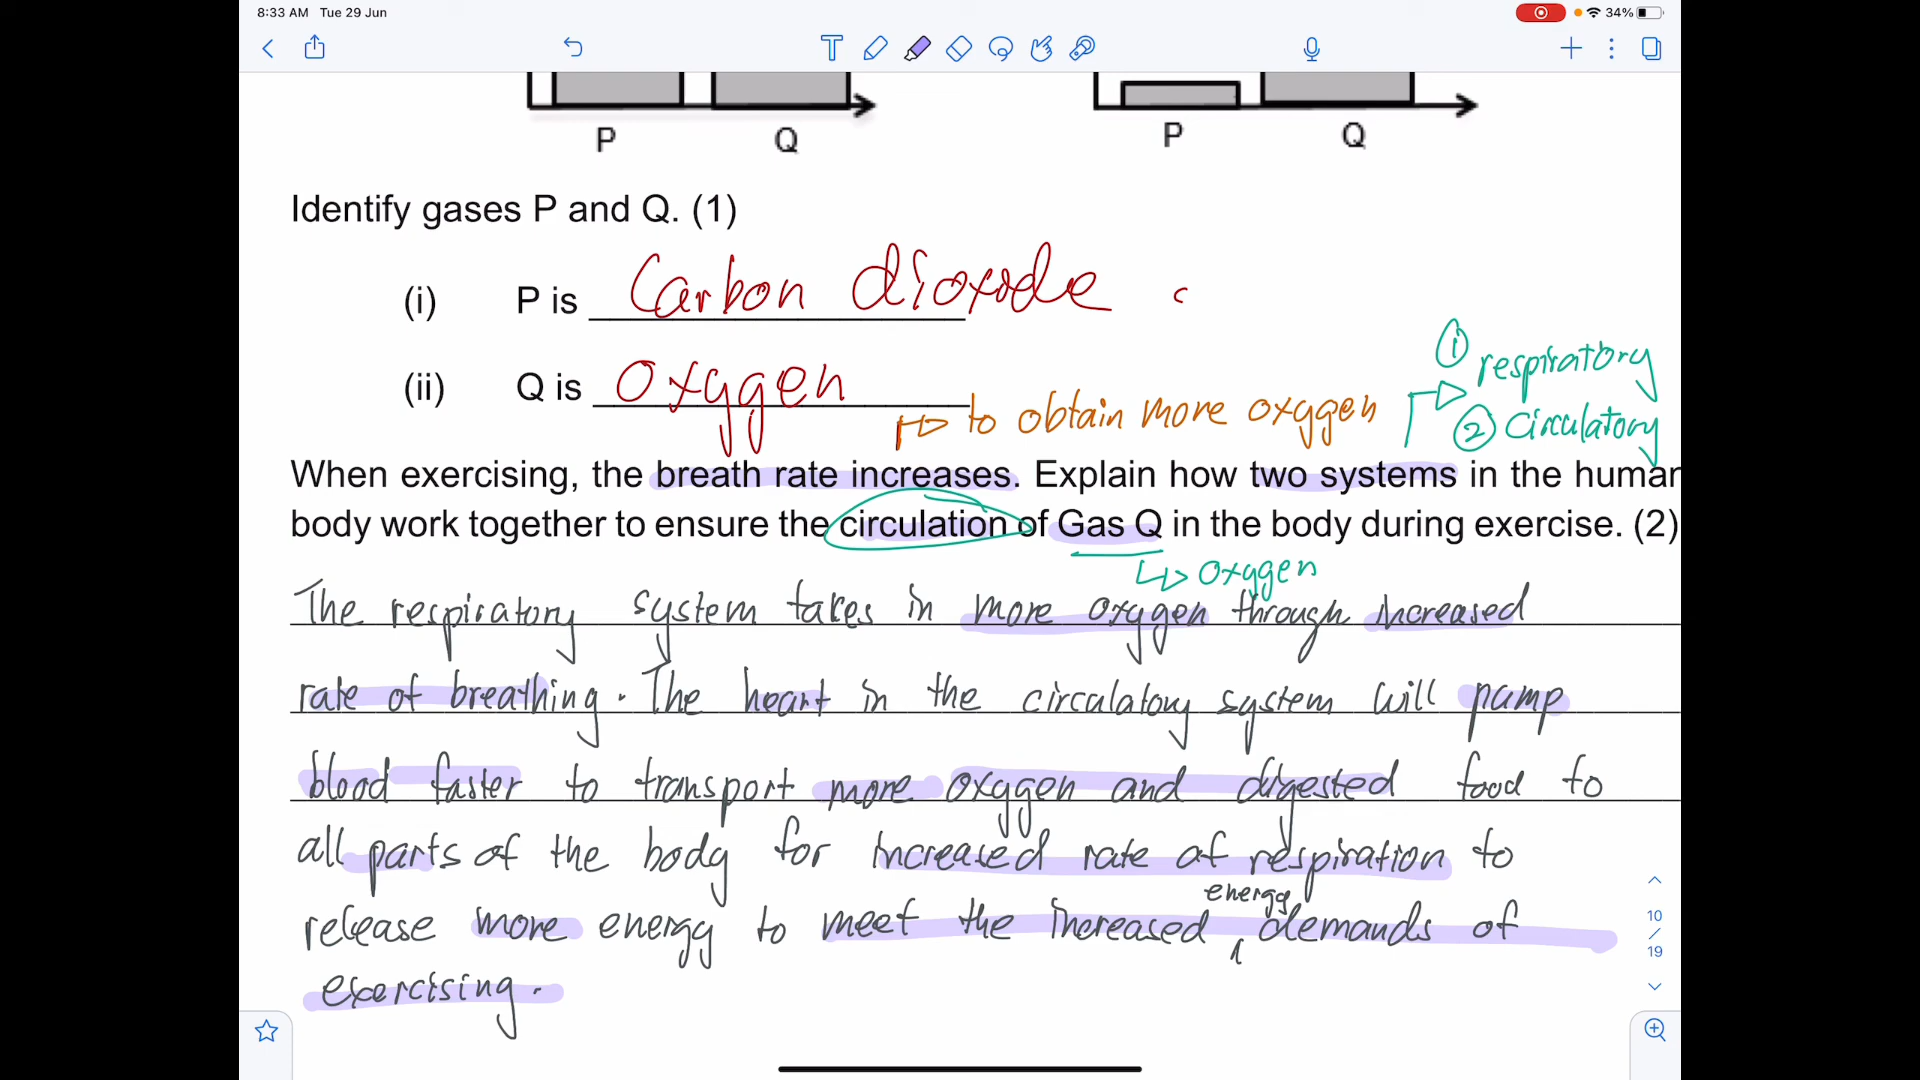 8:33 AM Tue 29 Jun
34%
P Q P Q
Identify gases P and Q. (1)
(i) P is Carbon dioxide c
(ii) Q is Oxygen
→ to obtain more oxygen
① respiratory
② circulatory
When exercising, the breath rate increases. Explain how two systems in the human
body work together to ensure the circulation of Gas Q in the body during exercise. (2)
↳ Oxygen
The respiratory system takes in more oxygen through increased
rate of breathing. The heart in the circulatory system will pump
blood faster to transport more oxygen and digested food to
all parts of the body for increased rate of respiration to
energy
release more energy to meet the increased ʌ demands of
exercising.
10
/
19